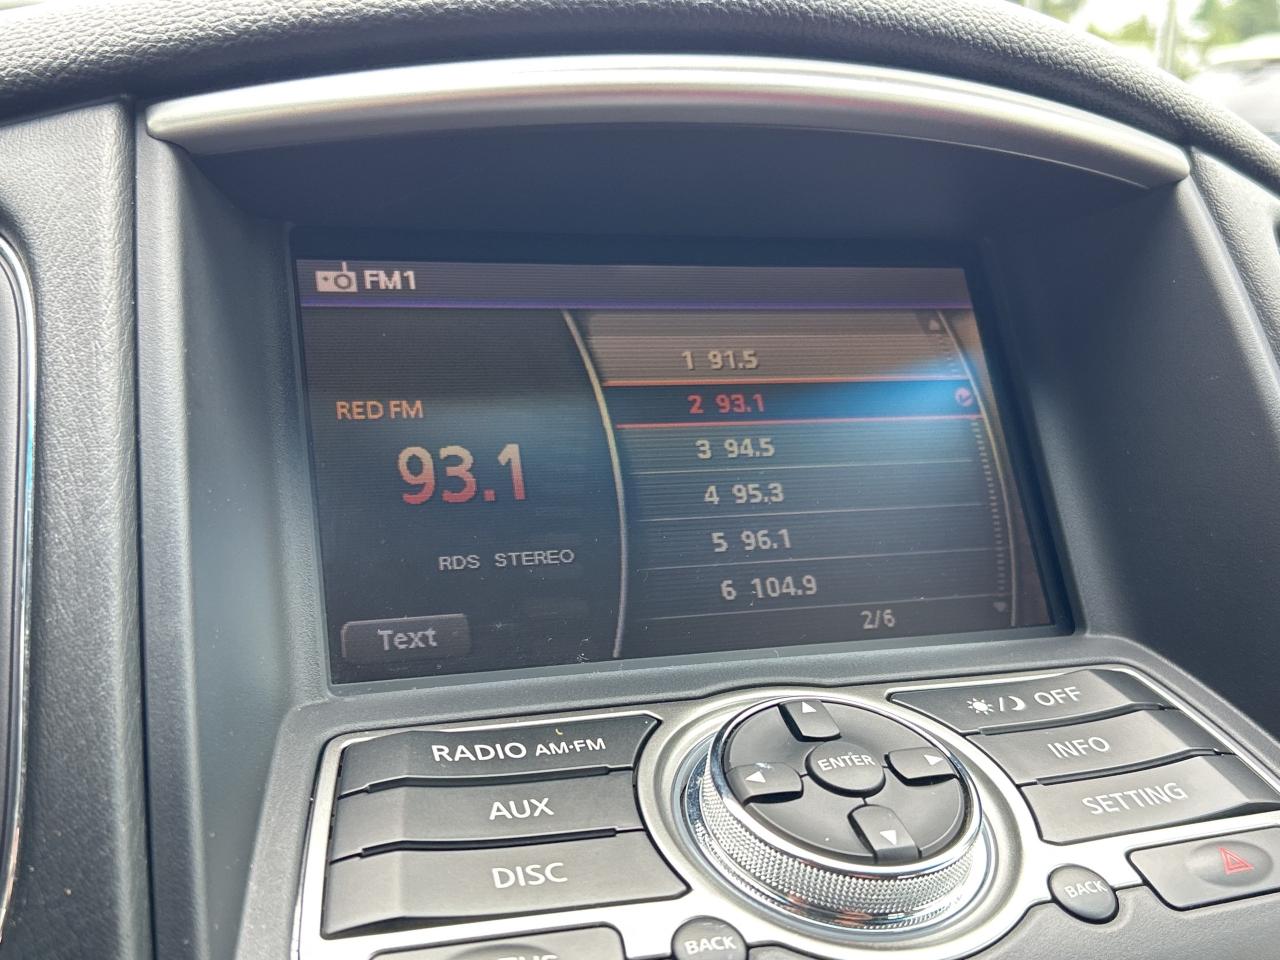 FM1
RED FM
93.1
RDS STEREO
Text
1 91.5
2 93.1
3 94.5
4 95.3
5 96.1
6 104.9
2/6
RADIO AM·FM
AUX
DISC
ENTER
OFF
INFO
SETTING
BACK
BACK